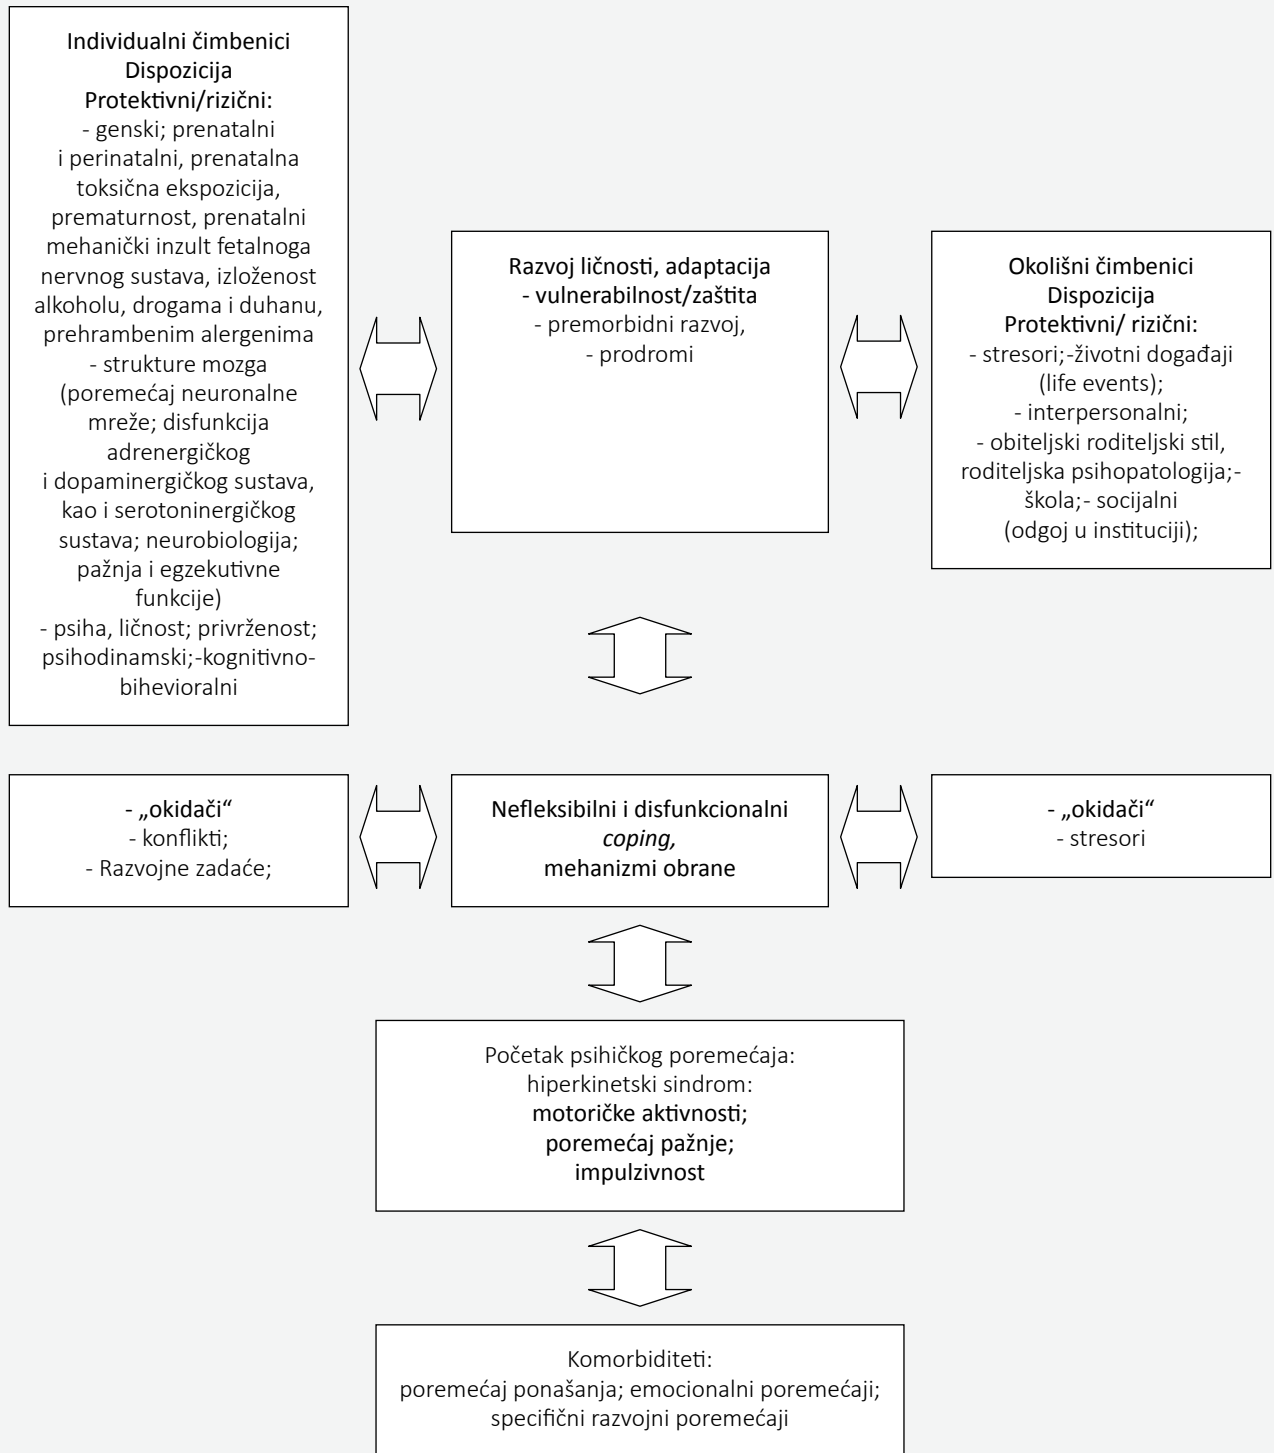 Individualni čimbenici
Dispozicija
Protektivni/rizični:
- genski; prenatalni
i perinatalni, prenatalna
toksična ekspozicija,
prematurnost, prenatalni
mehanički inzult fetalnoga
nervnog sustava, izloženost
alkoholu, drogama i duhanu,
prehrambenim alergenima
- strukture mozga
(poremećaj neuronalne
mreže; disfunkcija
adrenergičkog
i dopaminergičkog sustava,
kao i serotoninergičkog
sustava; neurobiologija;
pažnja i egzekutivne
funkcije)
- psiha, ličnost; privrženost;
psihodinamski;-kognitivno-
bihevioralni
Razvoj ličnosti, adaptacija
- vulnerabilnost/zaštita
- premorbidni razvoj,
- prodromi
Okolišni čimbenici
Dispozicija
Protektivni/ rizični:
- stresori;-životni događaji
(life events);
- interpersonalni;
- obiteljski roditeljski stil,
roditeljska psihopatologija;-
škola;- socijalni
(odgoj u instituciji);
- „okidači“
- konflikti;
- Razvojne zadaće;
Nefleksibilni i disfunkcionalni
coping,
mehanizmi obrane
- „okidači“
- stresori
Početak psihičkog poremećaja:
hiperkinetski sindrom:
motoričke aktivnosti;
poremećaj pažnje;
impulzivnost
Komorbiditeti:
poremećaj ponašanja; emocionalni poremećaji;
specifični razvojni poremećaji